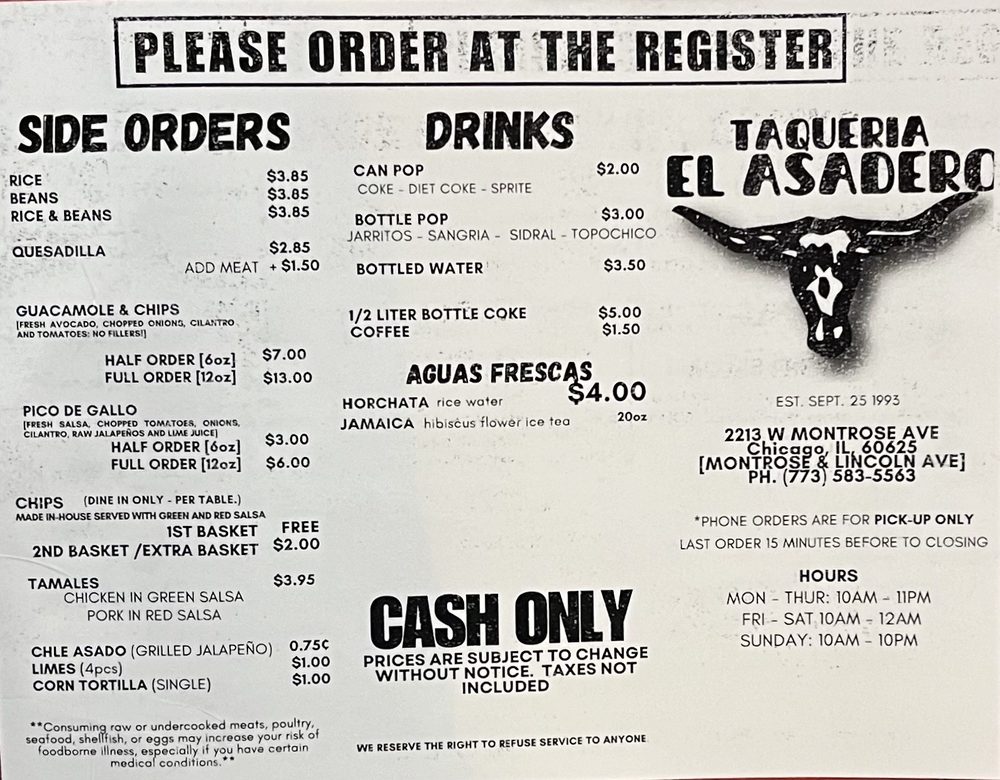 PLEASE ORDER AT THE REGISTER
SIDE ORDERS
RICE $3.85
BEANS $3.85
RICE & BEANS $3.85
QUESADILLA $2.85
ADD MEAT + $1.50
GUACAMOLE & CHIPS
[FRESH AVOCADO, CHOPPED ONIONS, CILANTRO
AND TOMATOES: NO FILLERS!]
HALF ORDER [6oz] $7.00
FULL ORDER [12oz] $13.00
PICO DE GALLO
[FRESH SALSA, CHOPPED TOMATOES, ONIONS,
CILANTRO, RAW JALAPEÑOS AND LIME JUICE]
HALF ORDER [6oz] $3.00
FULL ORDER [12oz] $6.00
CHIPS (DINE IN ONLY - PER TABLE.)
MADE IN-HOUSE SERVED WITH GREEN AND RED SALSA
1ST BASKET FREE
2ND BASKET /EXTRA BASKET $2.00
TAMALES $3.95
CHICKEN IN GREEN SALSA
PORK IN RED SALSA
CHLE ASADO (GRILLED JALAPEÑO) 0.75¢
LIMES (4pcs) $1.00
CORN TORTILLA (SINGLE) $1.00
**Consuming raw or undercooked meats, poultry,
seafood, shellfish, or eggs may increase your risk of
foodborne illness, especially if you have certain
medical conditions.**
DRINKS
CAN POP $2.00
COKE - DIET COKE - SPRITE
BOTTLE POP $3.00
JARRITOS - SANGRIA - SIDRAL - TOPOCHICO
BOTTLED WATER $3.50
1/2 LITER BOTTLE COKE $5.00
COFFEE $1.50
AGUAS FRESCAS
$4.00
HORCHATA rice water
JAMAICA hibiscus flower ice tea 20oz
CASH ONLY
PRICES ARE SUBJECT TO CHANGE
WITHOUT NOTICE. TAXES NOT
INCLUDED
WE RESERVE THE RIGHT TO REFUSE SERVICE TO ANYONE
TAQUERIA
EL ASADERO
EST. SEPT. 25 1993
2213 W MONTROSE AVE
Chicago, IL, 60625
[MONTROSE & LINCOLN AVE]
PH. (773) 583-5563
*PHONE ORDERS ARE FOR PICK-UP ONLY
LAST ORDER 15 MINUTES BEFORE TO CLOSING
HOURS
MON - THUR: 10AM - 11PM
FRI - SAT 10AM - 12AM
SUNDAY: 10AM - 10PM